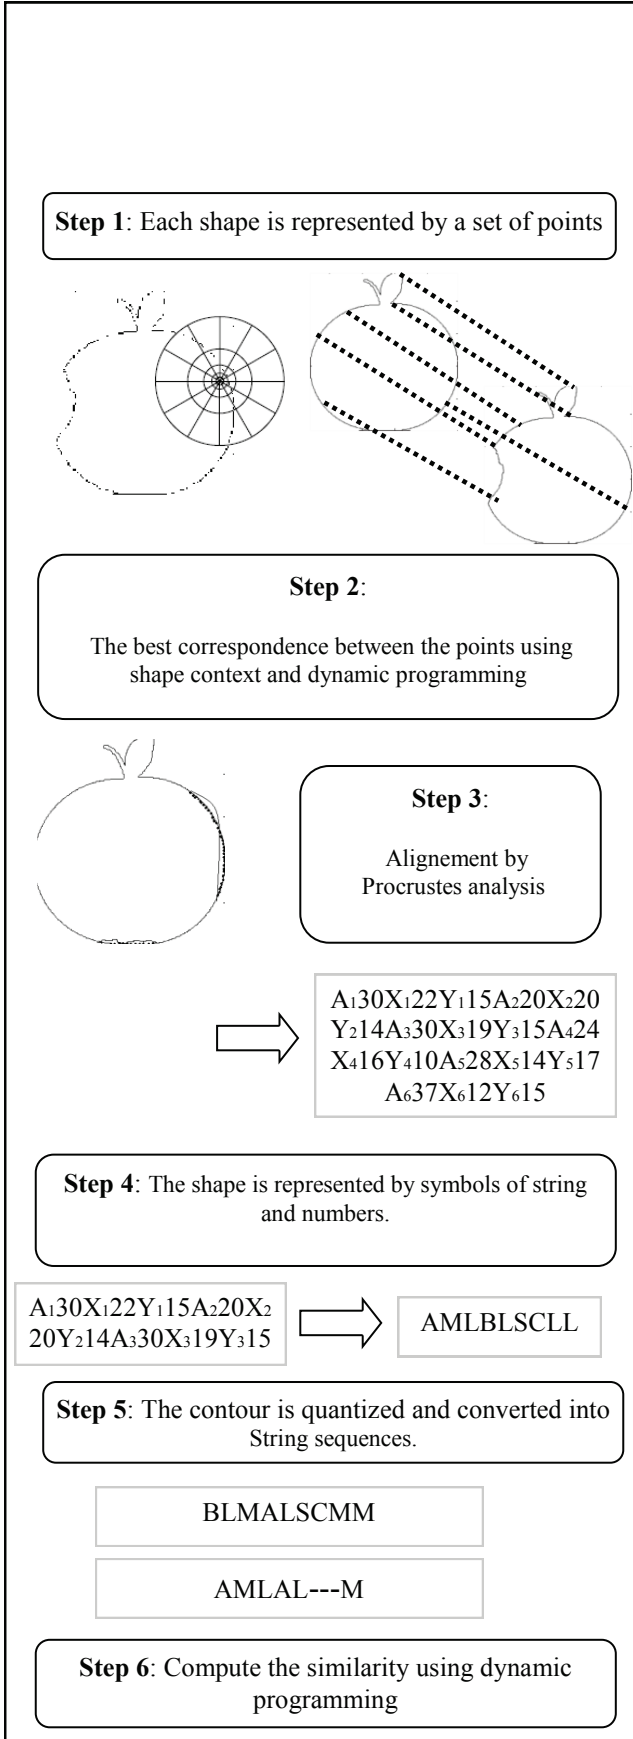 Step 1: Each shape is represented by a set of points
Step 2:
The best correspondence between the points using
shape context and dynamic programming
Step 3:
Alignement by
Procrustes analysis
A₁30X₁22Y₁15A₂20X₂20
Y₂14A₃30X₃19Y₃15A₄24
X₄16Y₄10A₅28X₅14Y₅17
A₆37X₆12Y₆15
Step 4: The shape is represented by symbols of string
and numbers.
A₁30X₁22Y₁15A₂20X₂
20Y₂14A₃30X₃19Y₃15
AMLBLSCLL
Step 5: The contour is quantized and converted into
String sequences.
BLMALSCMM
AMLAL---M
Step 6: Compute the similarity using dynamic
programming